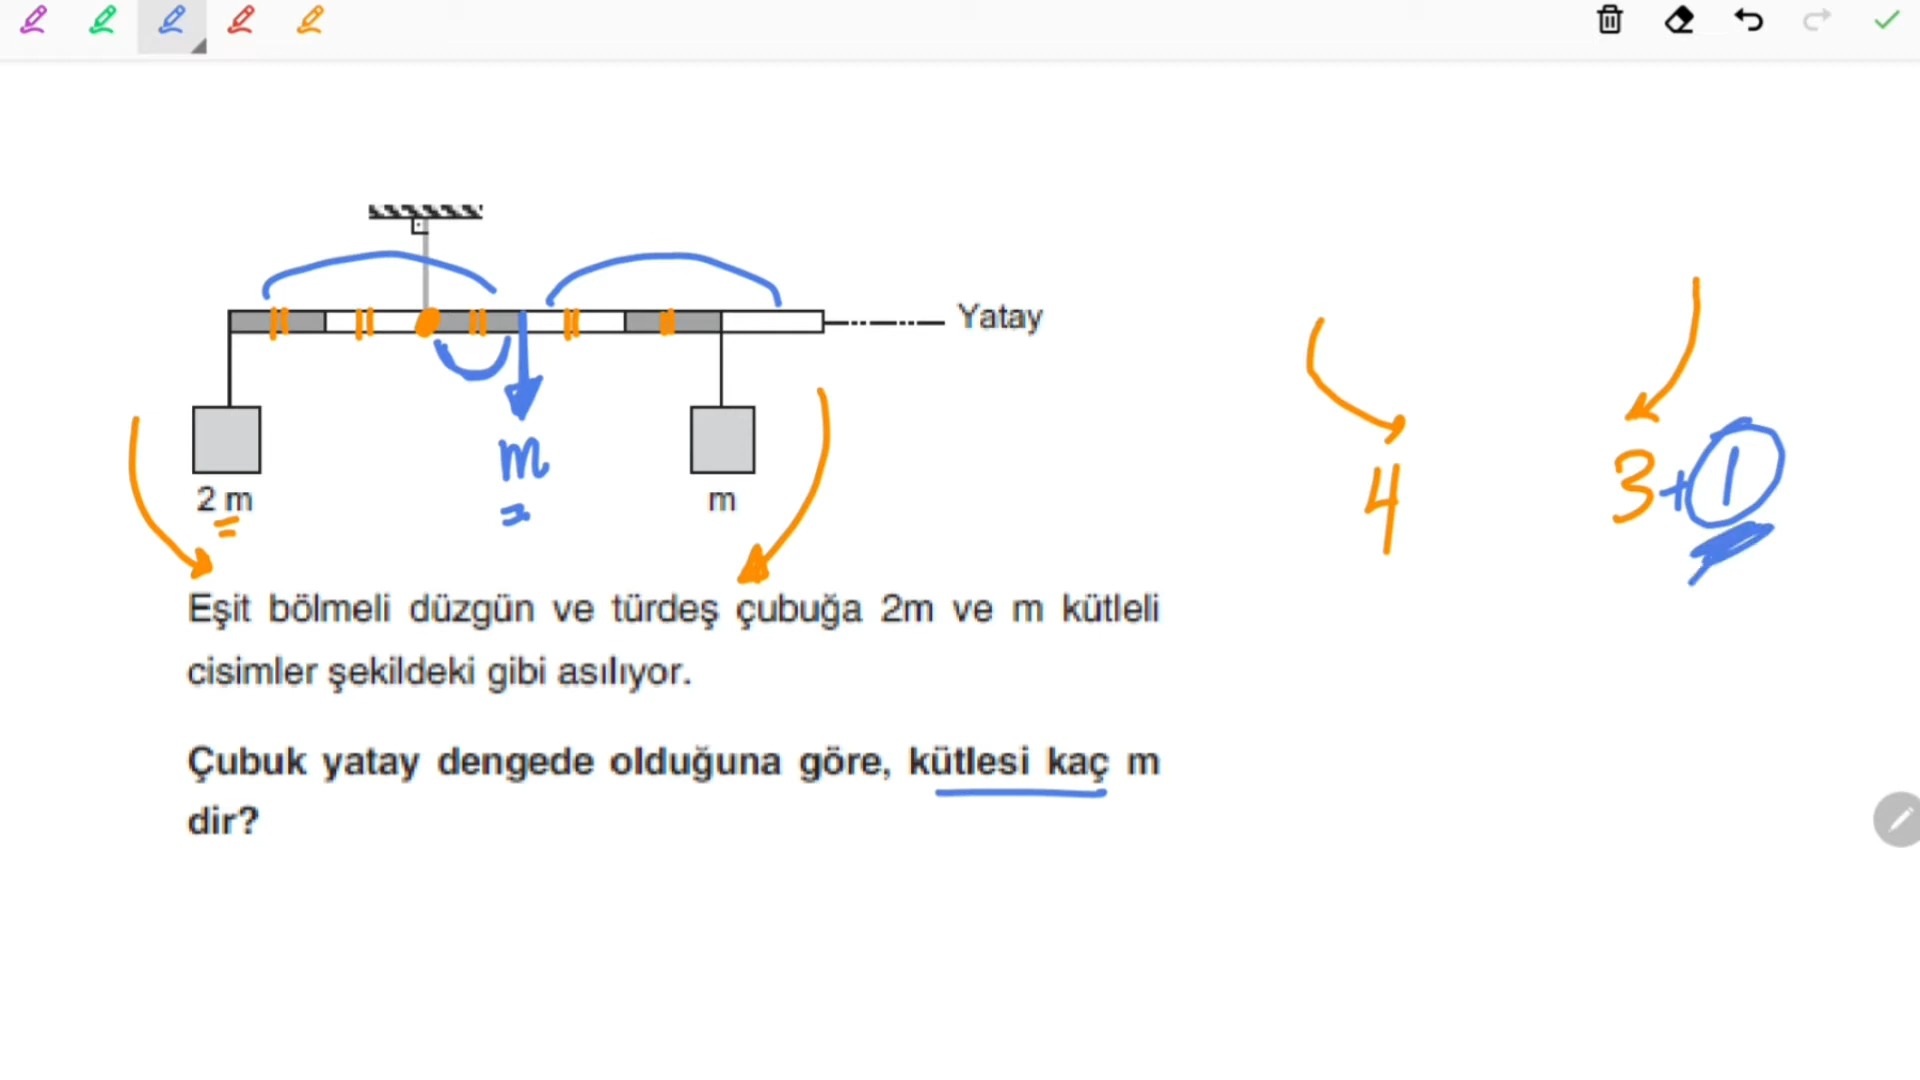 Yatay
m
2 m
m
4
3+1
Eşit bölmeli düzgün ve türdeş çubuğa 2m ve m kütleli
cisimler şekildeki gibi asılıyor.
Çubuk yatay dengede olduğuna göre, kütlesi kaç m
dir?